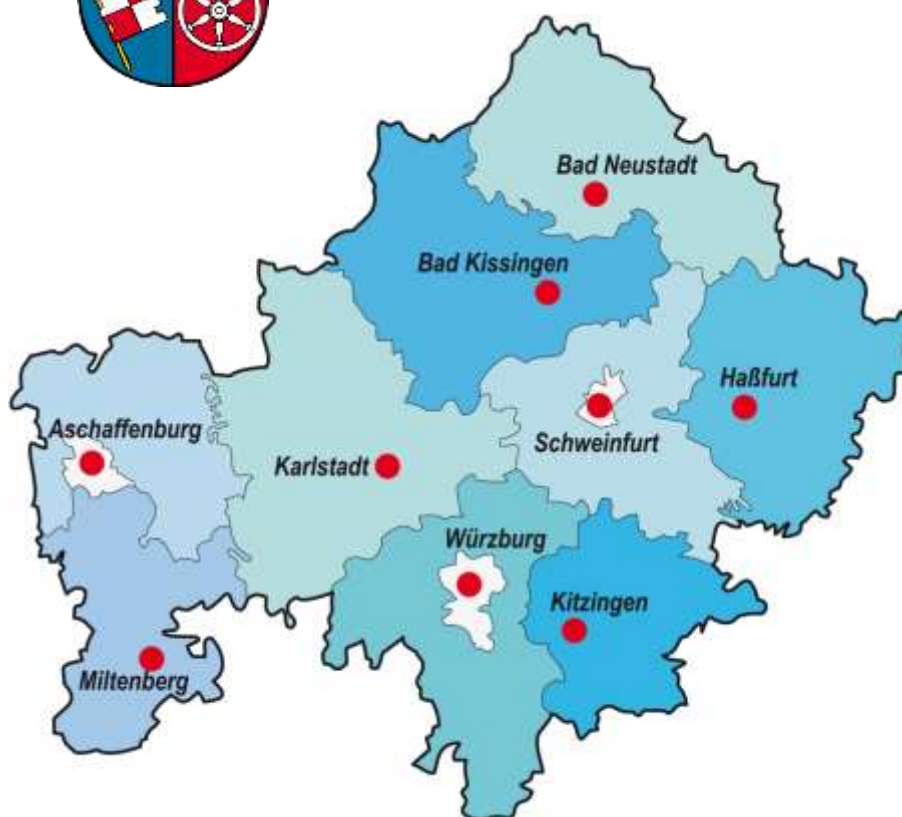 Bad Neustadt
Bad Kissingen
Haßfurt
Aschaffenburg
Schweinfurt
Karlstadt
Würzburg
Kitzingen
Miltenberg